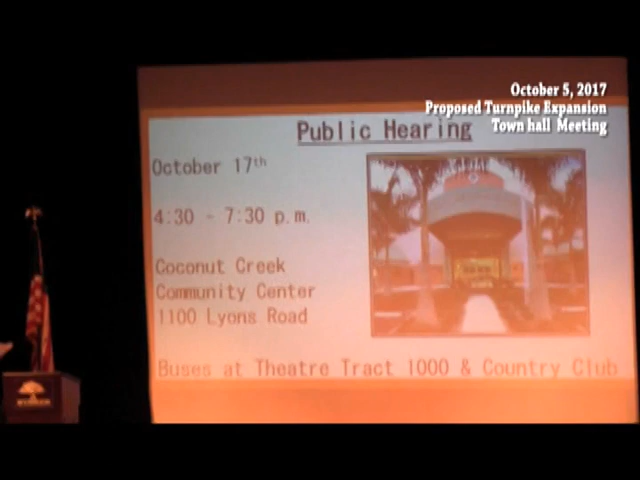 October 5, 2017
Proposed Turnpike Expansion
Town hall Meeting
Public Hearing
October 17th
4:30 - 7:30 p.m.
Coconut Creek
Community Center
1100 Lyons Road
Buses at Theatre Tract 1000 & Country Club